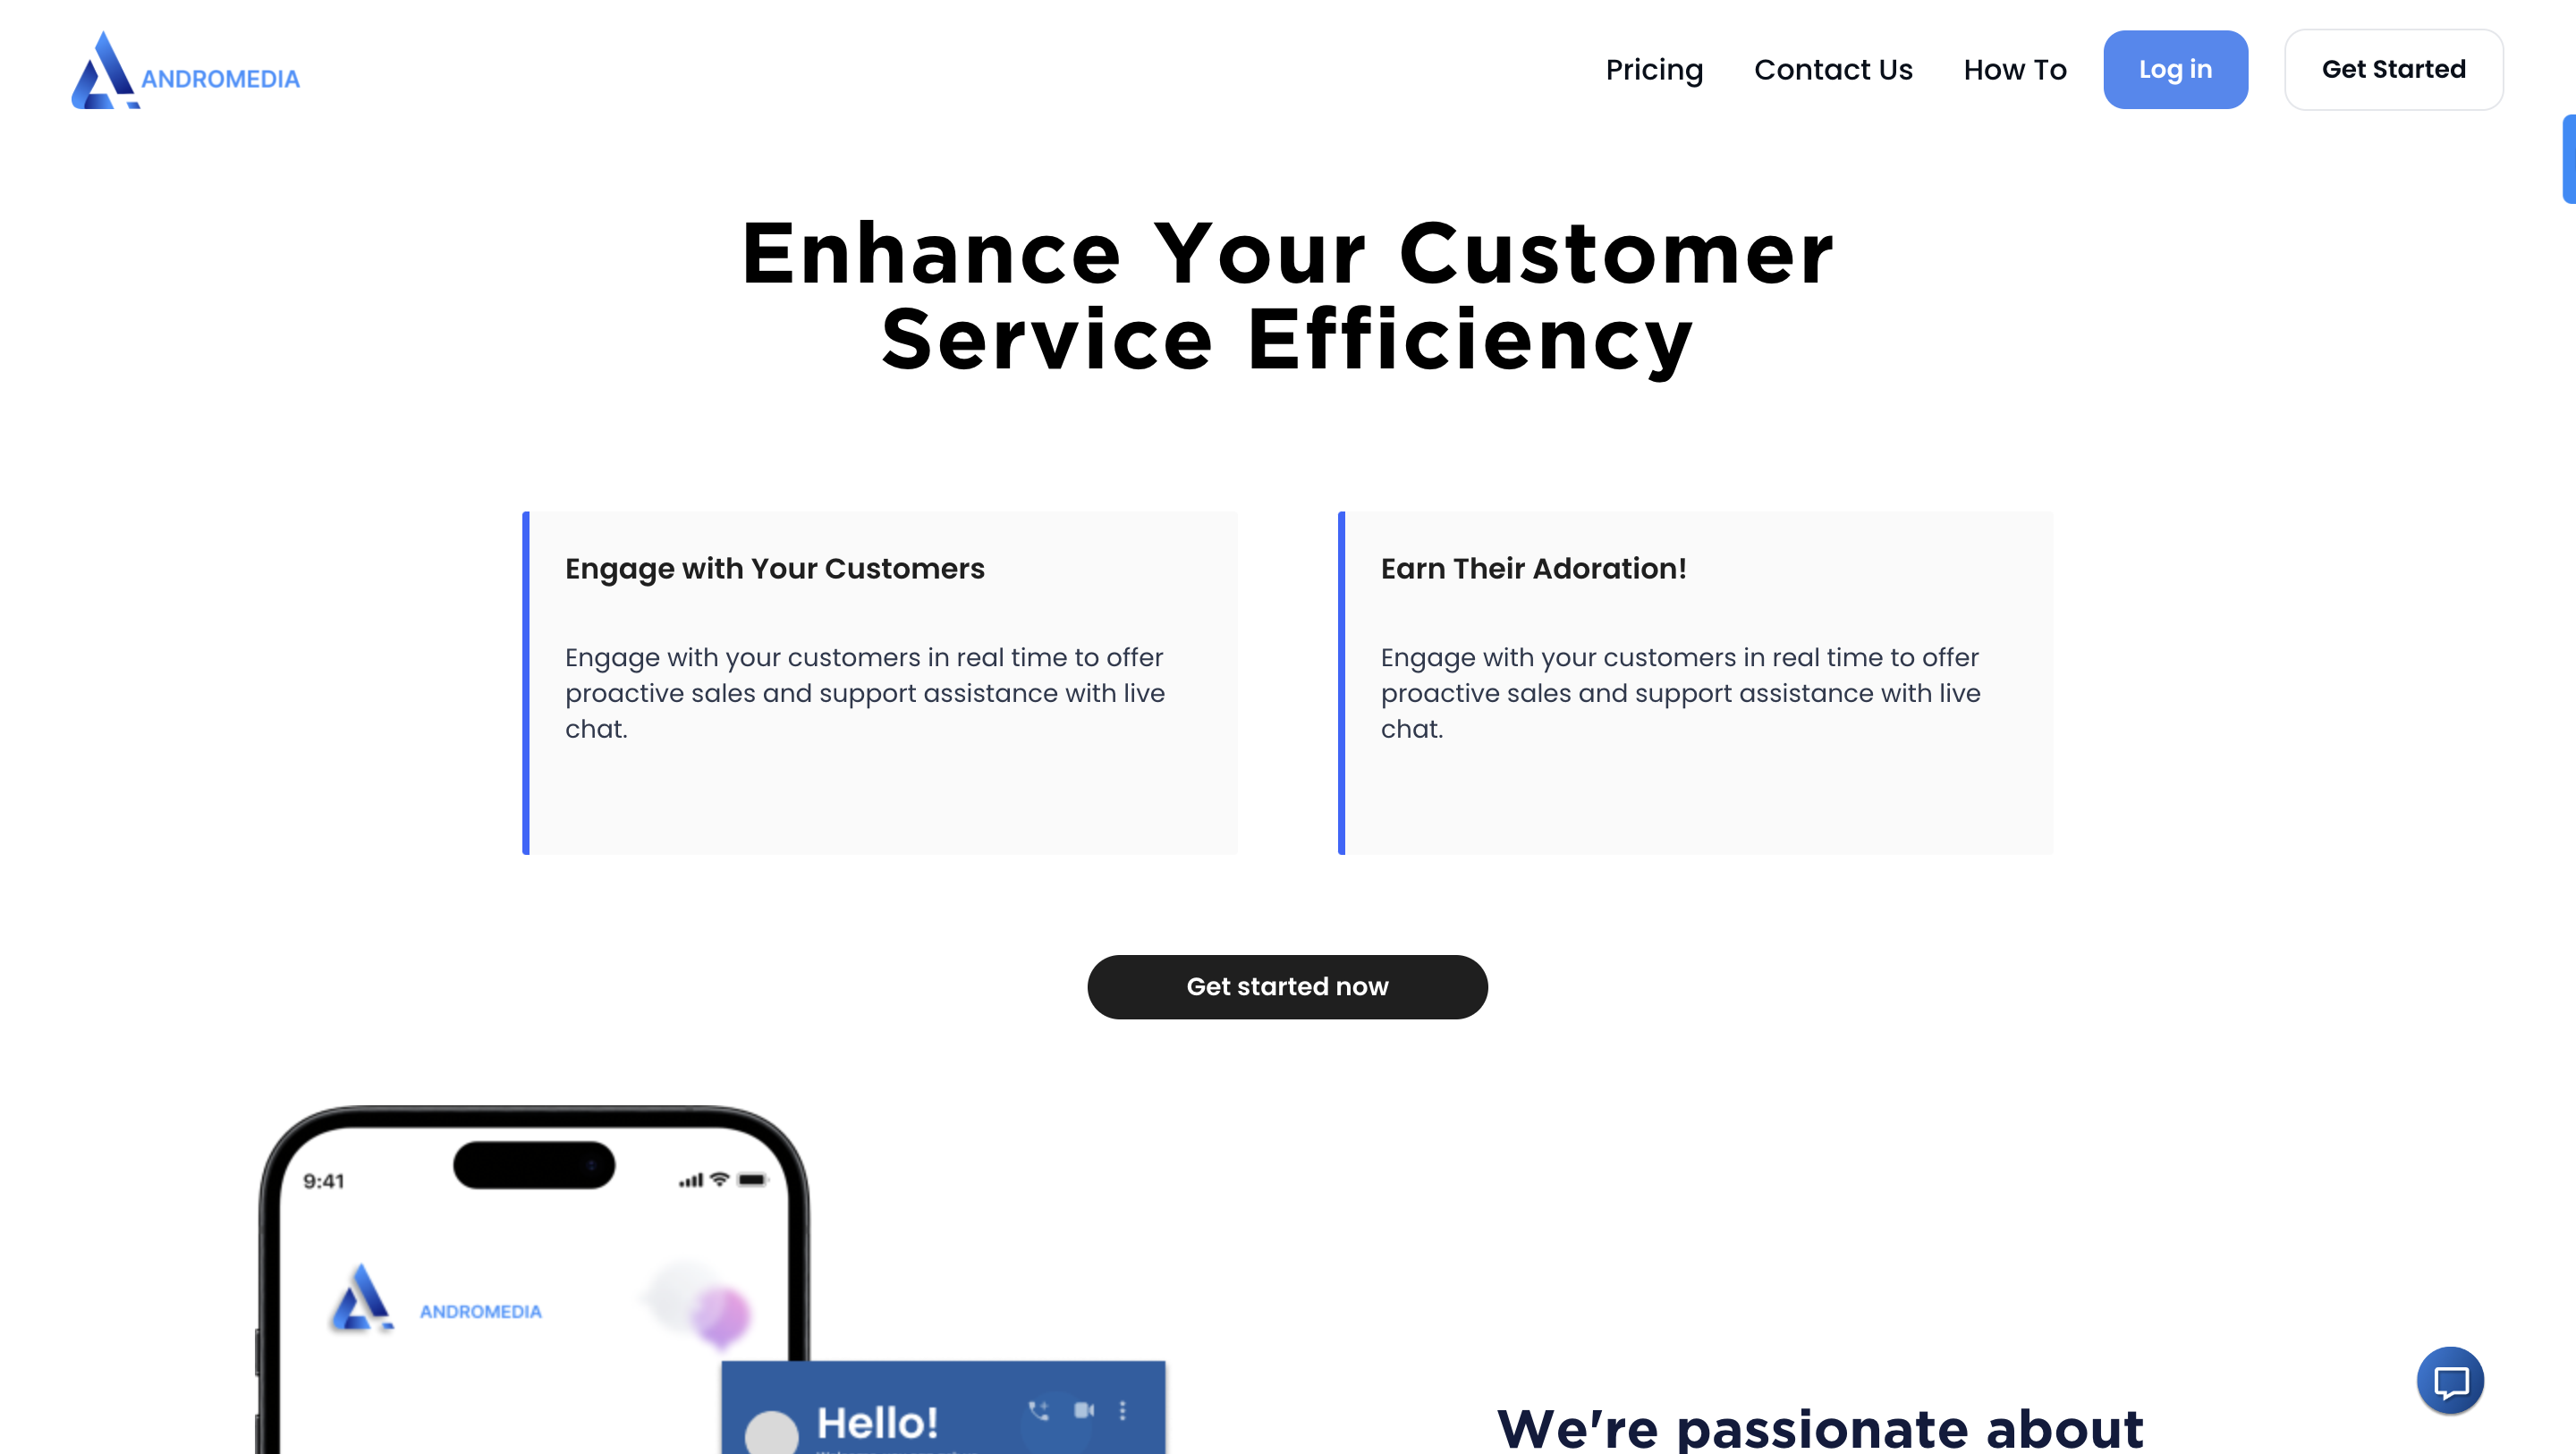 ANDROMEDIA
Pricing
Contact Us
How To
Log in
Get Started
Enhance Your Customer
Service Efficiency
Engage with Your Customers
Engage with your customers in real time to offer
proactive sales and support assistance with live
chat.
Earn Their Adoration!
Engage with your customers in real time to offer
proactive sales and support assistance with live
chat.
Get started now
9:41
ANDROMEDIA
Hello!
We're passionate about